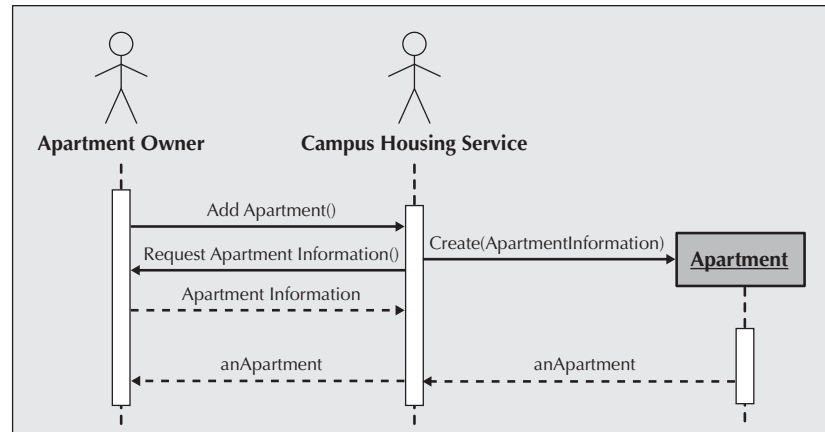 Apartment Owner
Campus Housing Service
Add Apartment()
Create(ApartmentInformation)
Request Apartment Information()
Apartment
Apartment Information
anApartment
anApartment